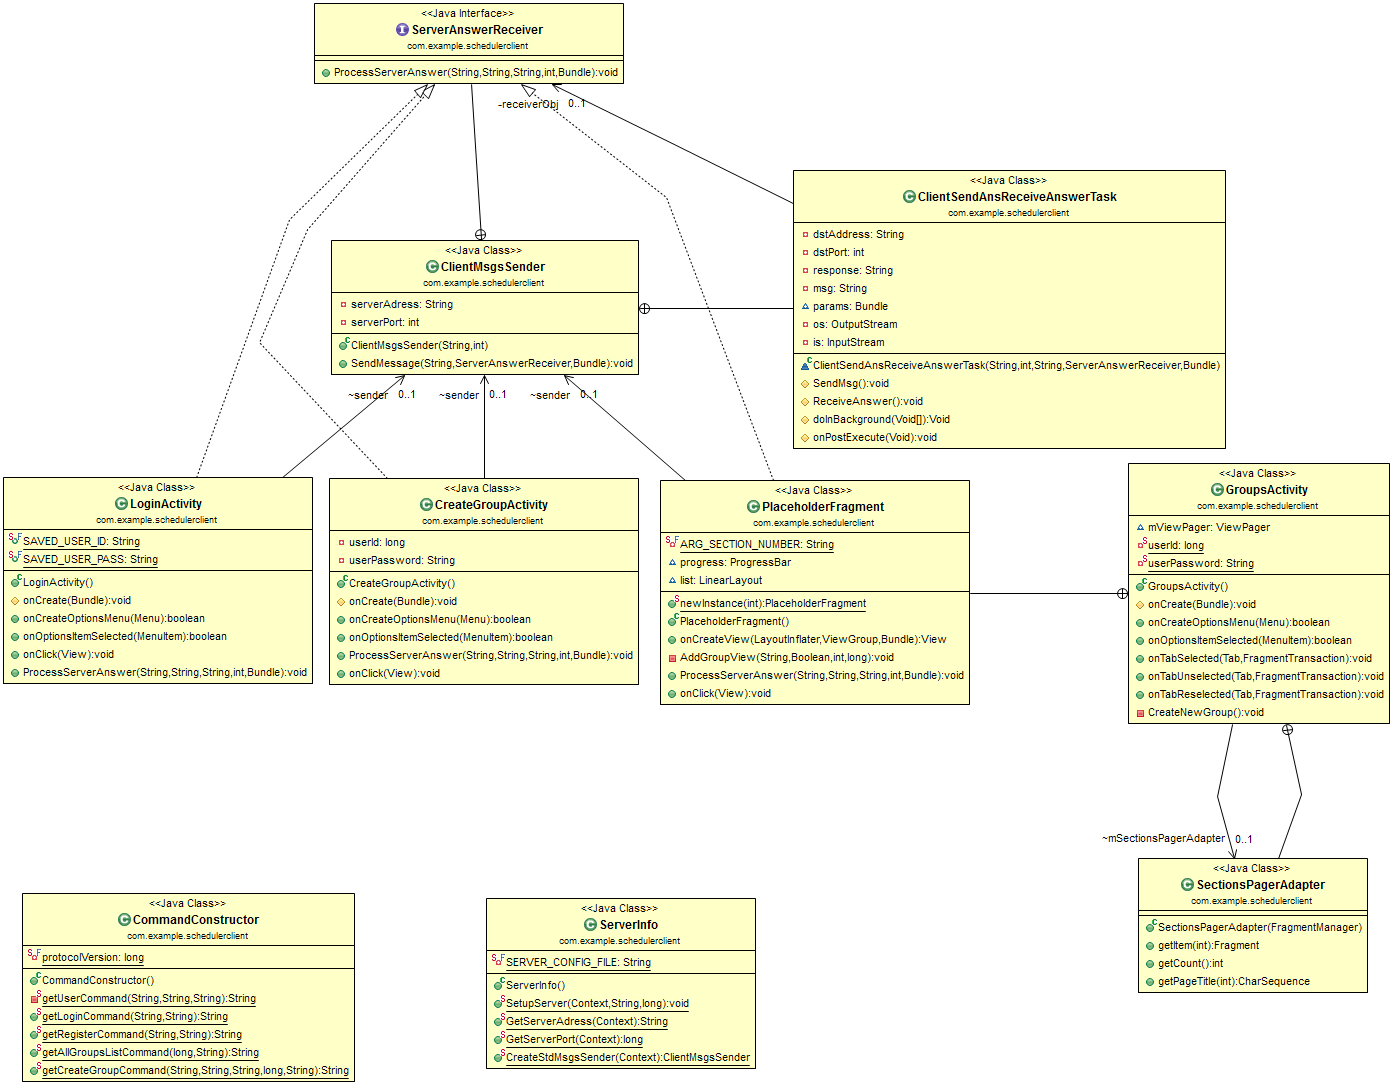 <<Java Interface>>
ServerAnswerReceiver
com.example.schedulerclient
ProcessServerAnswer(String,String,String,int,Bundle):void
-receiverObj 0..1
<<Java Class>>
ClientSendAnsReceiveAnswerTask
com.example.schedulerclient
dstAddress: String
dstPort: int
response: String
msg: String
params: Bundle
os: OutputStream
is: InputStream
ClientSendAnsReceiveAnswerTask(String,int,String,ServerAnswerReceiver,Bundle)
SendMsg():void
ReceiveAnswer():void
doInBackground(Void[]):Void
onPostExecute(Void):void
<<Java Class>>
ClientMsgsSender
com.example.schedulerclient
serverAdress: String
serverPort: int
ClientMsgsSender(String,int)
SendMessage(String,ServerAnswerReceiver,Bundle):void
~sender 0..1
~sender 0..1
~sender 0..1
<<Java Class>>
LoginActivity
com.example.schedulerclient
SAVED_USER_ID: String
SAVED_USER_PASS: String
LoginActivity()
onCreate(Bundle):void
onCreateOptionsMenu(Menu):boolean
onOptionsItemSelected(MenuItem):boolean
onClick(View):void
ProcessServerAnswer(String,String,String,int,Bundle):void
<<Java Class>>
CreateGroupActivity
com.example.schedulerclient
userId: long
userPassword: String
CreateGroupActivity()
onCreate(Bundle):void
onCreateOptionsMenu(Menu):boolean
onOptionsItemSelected(MenuItem):boolean
ProcessServerAnswer(String,String,String,int,Bundle):void
onClick(View):void
<<Java Class>>
PlaceholderFragment
com.example.schedulerclient
ARG_SECTION_NUMBER: String
progress: ProgressBar
list: LinearLayout
newInstance(int):PlaceholderFragment
PlaceholderFragment()
onCreateView(LayoutInflater,ViewGroup,Bundle):View
AddGroupView(String,Boolean,int,long):void
ProcessServerAnswer(String,String,String,int,Bundle):void
onClick(View):void
<<Java Class>>
GroupsActivity
com.example.schedulerclient
mViewPager: ViewPager
userId: long
userPassword: String
GroupsActivity()
onCreate(Bundle):void
onCreateOptionsMenu(Menu):boolean
onOptionsItemSelected(MenuItem):boolean
onTabSelected(Tab,FragmentTransaction):void
onTabUnselected(Tab,FragmentTransaction):void
onTabReselected(Tab,FragmentTransaction):void
CreateNewGroup():void
~mSectionsPagerAdapter 0..1
<<Java Class>>
SectionsPagerAdapter
com.example.schedulerclient
SectionsPagerAdapter(FragmentManager)
getItem(int):Fragment
getCount():int
getPageTitle(int):CharSequence
<<Java Class>>
CommandConstructor
com.example.schedulerclient
protocolVersion: long
CommandConstructor()
getUserCommand(String,String,String):String
getLoginCommand(String,String):String
getRegisterCommand(String,String):String
getAllGroupsListCommand(long,String):String
getCreateGroupCommand(String,String,String,long,String):String
<<Java Class>>
ServerInfo
com.example.schedulerclient
SERVER_CONFIG_FILE: String
ServerInfo()
SetupServer(Context,String,long):void
GetServerAdress(Context):String
GetServerPort(Context):long
CreateStdMsgsSender(Context):ClientMsgsSender